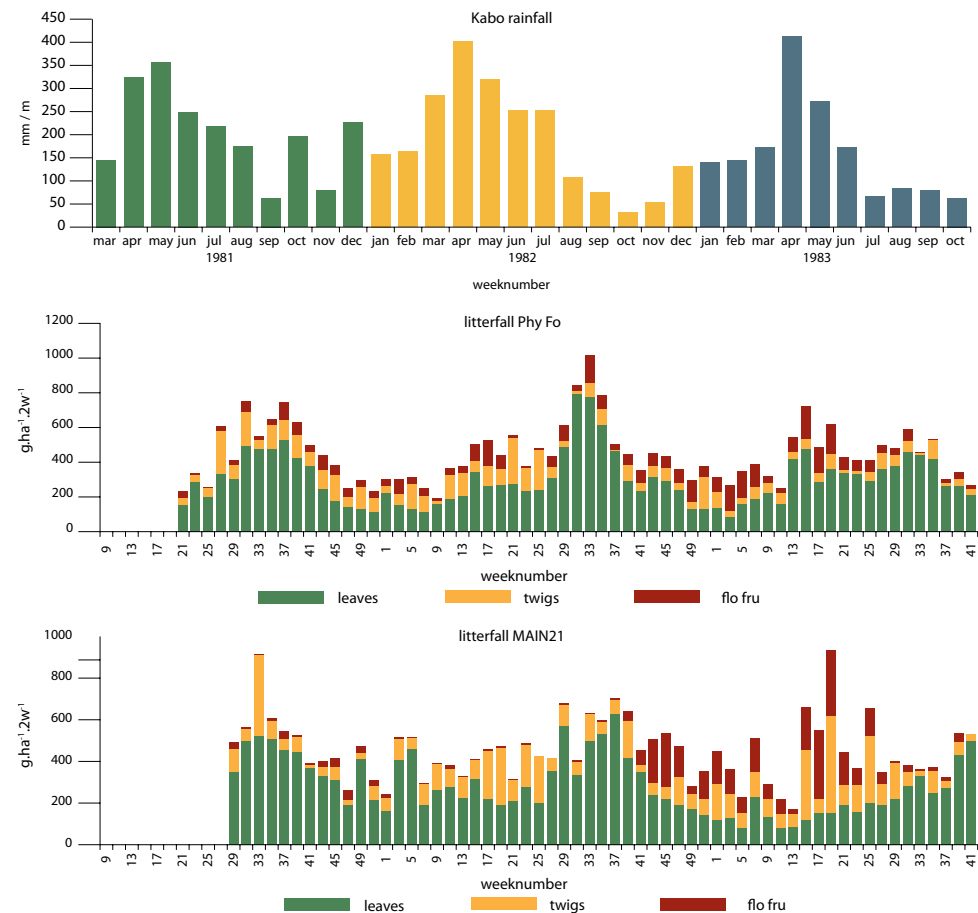 Kabo rainfall
450
400
350
300
250
200
150
100
50
0
mm / m
mar apr may jun jul aug sep oct nov dec jan feb mar apr may jun jul aug sep oct nov dec jan feb mar apr may jun jul aug sep oct
1981 1982 1983
weeknumber
litterfall Phy Fo
1200
1000
800
600
400
200
0
g.ha⁻¹.2w⁻¹
9 13 17 21 25 29 33 37 41 45 49 1 5 9 13 17 21 25 29 33 37 41 45 49 1 5 9 13 17 21 25 29 33 37 41
weeknumber
leaves twigs flo fru
litterfall MAIN21
1000
800
600
400
200
0
g.ha⁻¹.2w⁻¹
9 13 17 21 25 29 33 37 41 45 49 1 5 9 13 17 21 25 29 33 37 41 45 49 1 5 9 13 17 21 25 29 33 37 41
weeknumber
leaves twigs flo fru